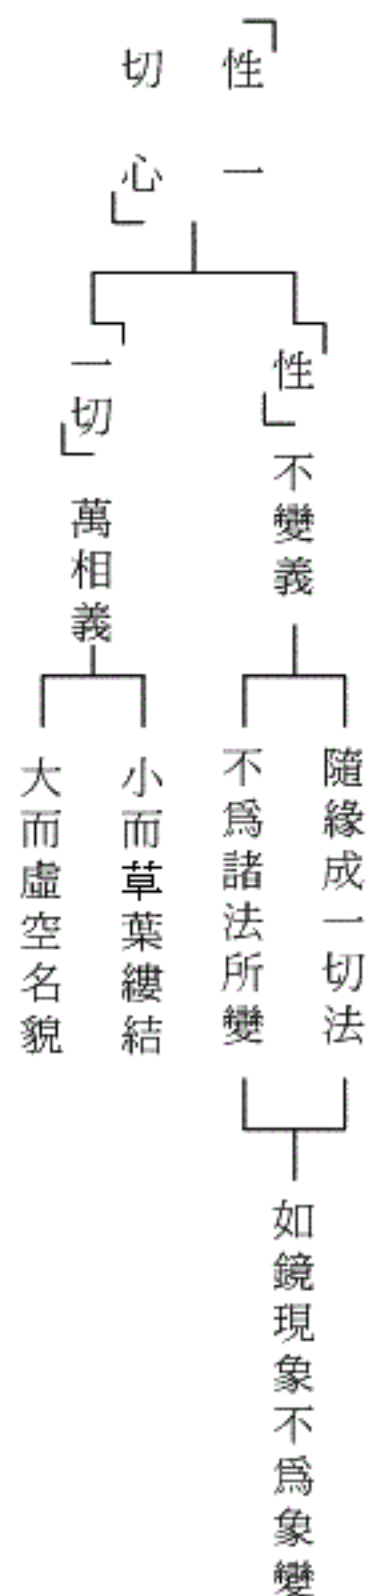 「性一
切心」
「性」不變義
「一切」萬相義
隨緣成一切法
不爲諸法所變
小而草葉縷結
大而虛空名貌
如鏡現象不爲象變